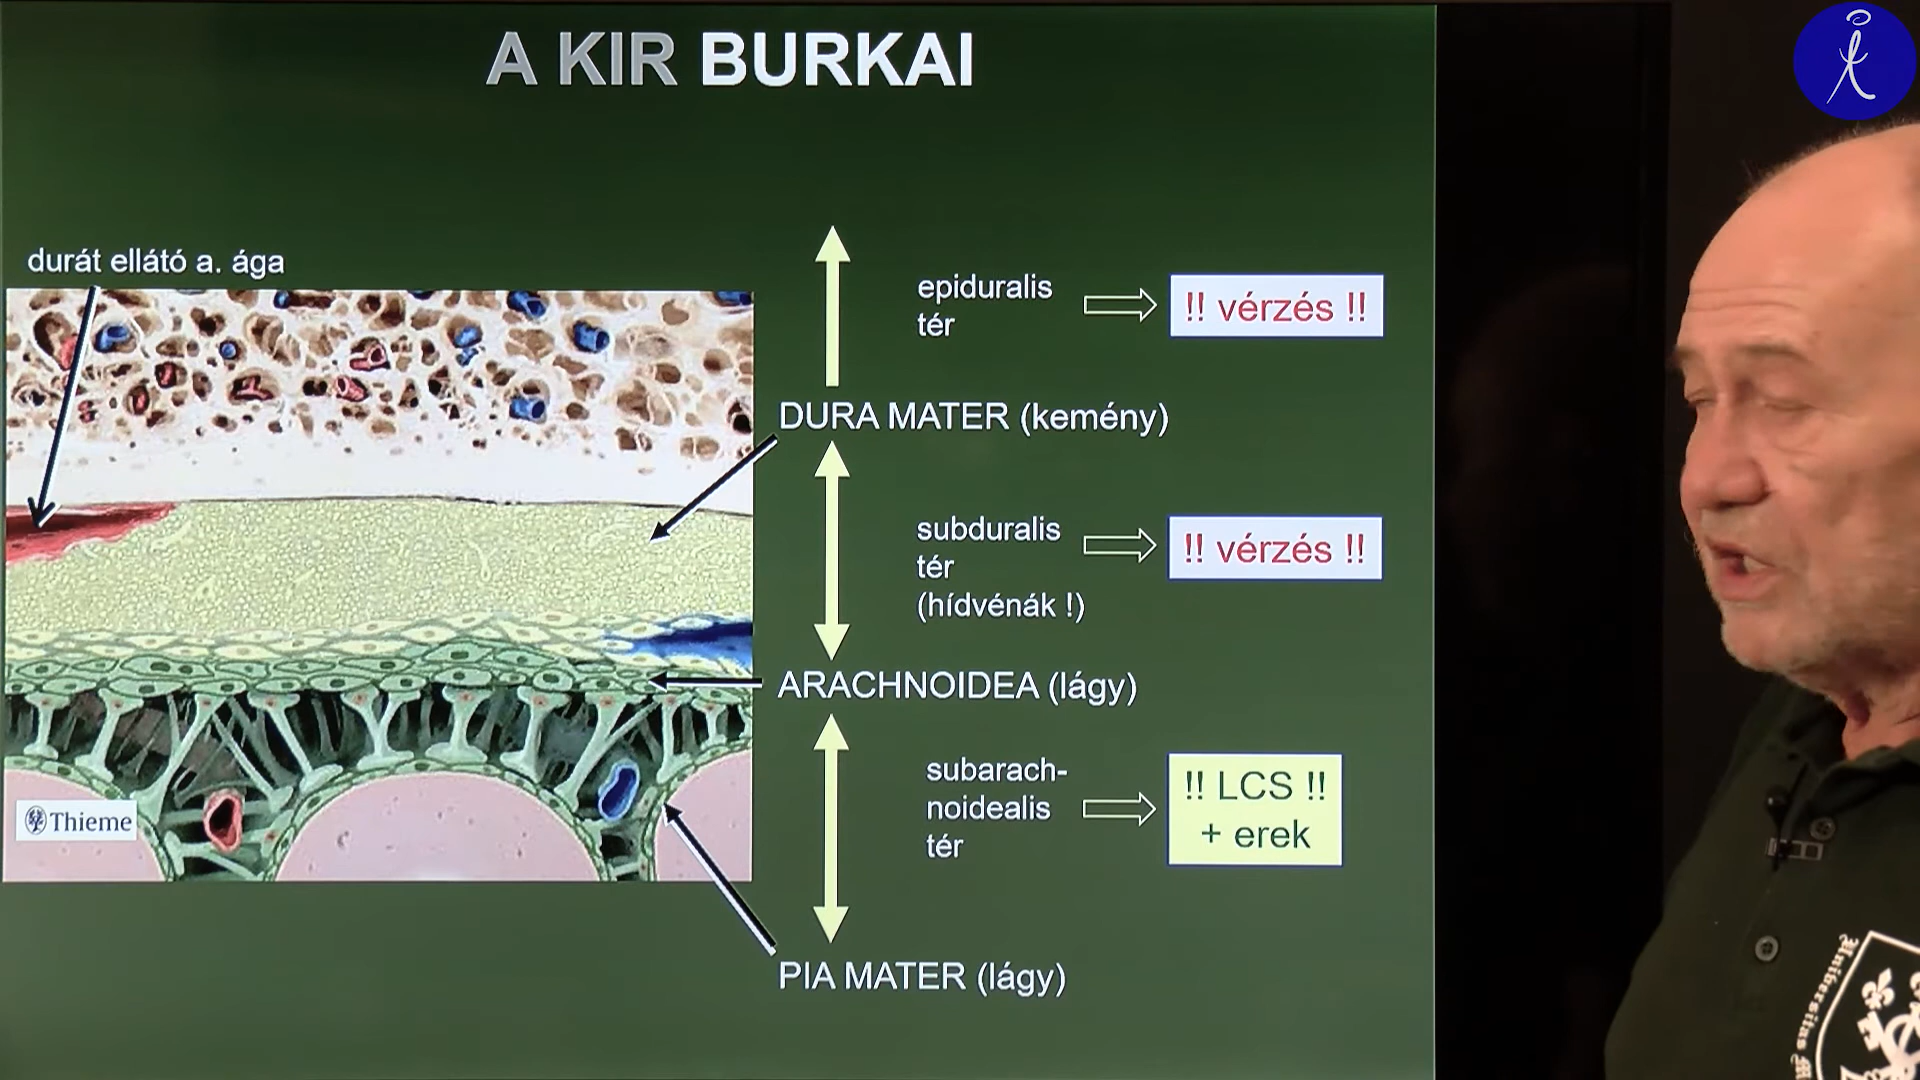 A KIR BURKAI
durát ellátó a. ága
epiduralis
tér
!! vérzés !!
DURA MATER (kemény)
subduralis
tér
(hídvénák !)
!! vérzés !!
ARACHNOIDEA (lágy)
subarach-
noidealis
tér
!! LCS !!
+ erek
PIA MATER (lágy)
Thieme
Universitas